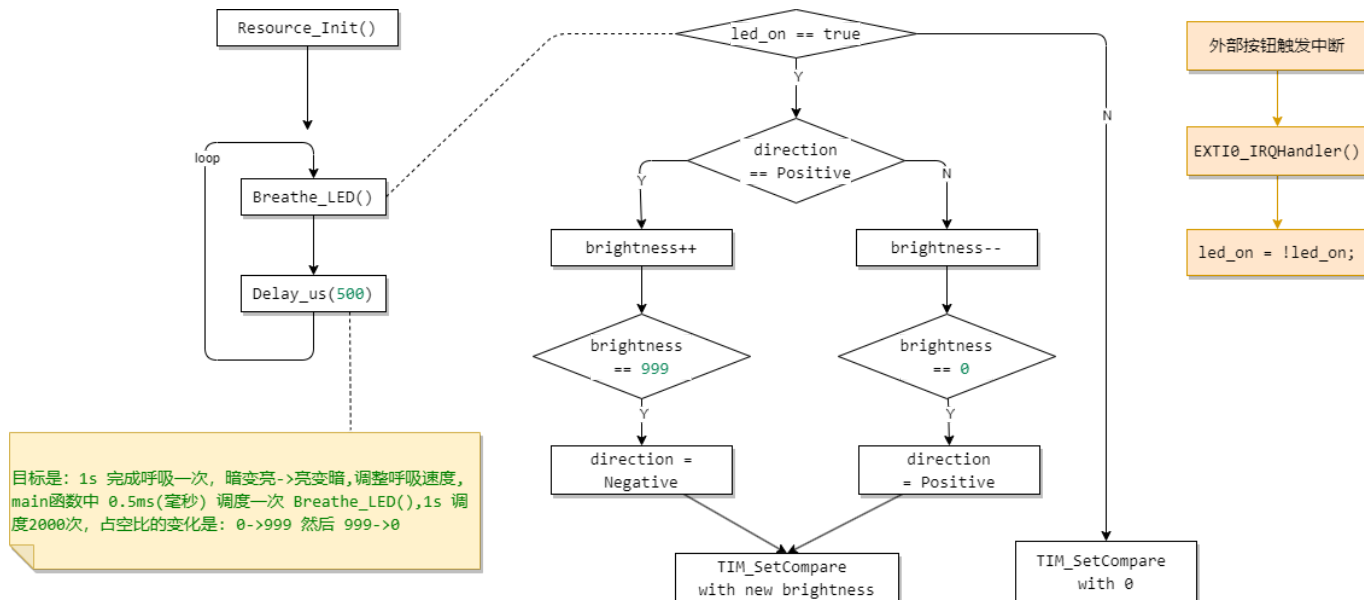 Resource_Init()
loop
Breathe_LED()
Delay_us(500)
目标是：1s 完成呼吸一次，暗变亮->亮变暗,调整呼吸速度,
main函数中 0.5ms(毫秒) 调度一次 Breathe_LED(),1s 调
度2000次，占空比的变化是：0->999 然后 999->0
led_on == true
Y
N
direction
== Positive
Y
N
brightness++
brightness--
brightness
== 999
brightness
== 0
Y
Y
direction =
Negative
direction
= Positive
TIM_SetCompare
with new brightness
TIM_SetCompare
with 0
外部按钮触发中断
EXTI0_IRQHandler()
led_on = !led_on;